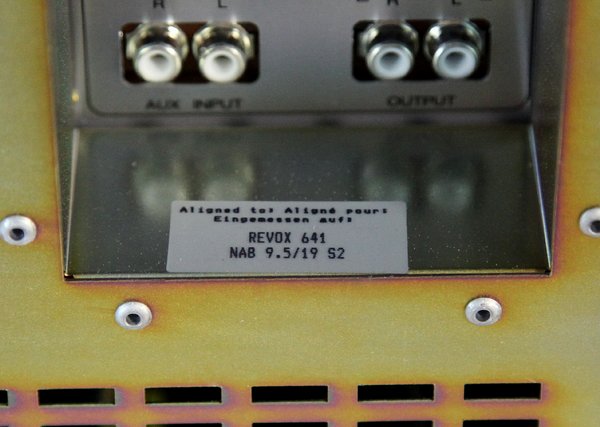 R L
R L
AUX INPUT
OUTPUT
Aligned to: Aligné pour:
Eingemessen auf:
REVOX 641
NAB 9.5/19 S2